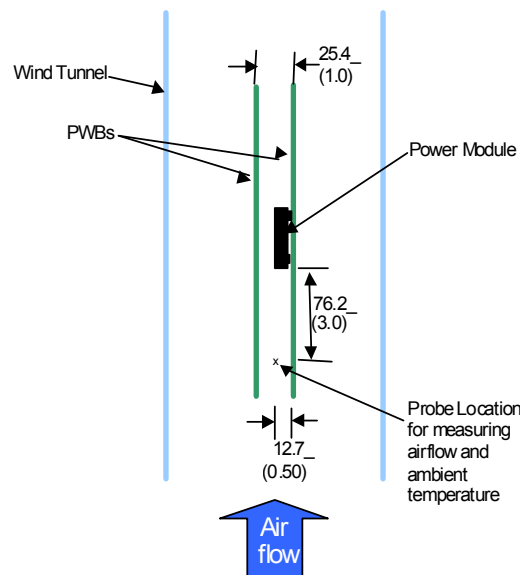 25.4_
(1.0)
Wind Tunnel
PWBs
Power Module
76.2_
(3.0)
x
Probe Location
for measuring
airflow and
ambient
temperature
12.7_
(0.50)
Air
flow